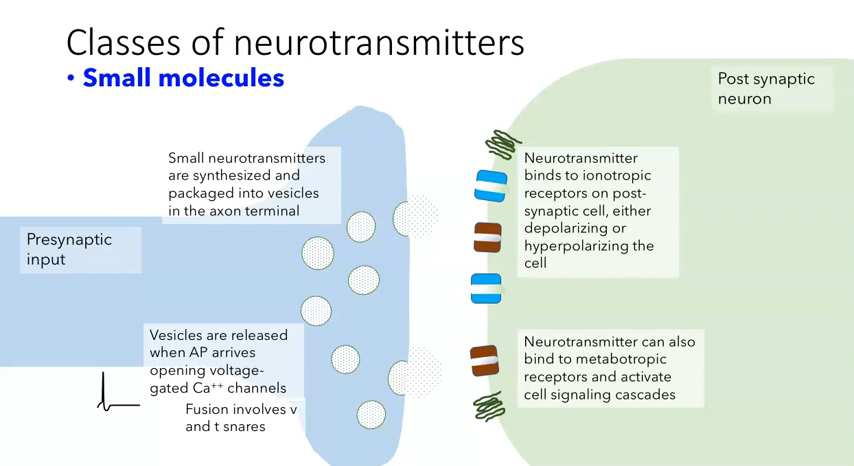 Classes of neurotransmitters
• Small molecules
Post synaptic
neuron
Small neurotransmitters
are synthesized and
packaged into vesicles
in the axon terminal
Neurotransmitter
binds to ionotropic
receptors on post-
synaptic cell, either
depolarizing or
hyperpolarizing the
cell
Presynaptic
input
Vesicles are released
when AP arrives
opening voltage-
gated Ca⁺⁺ channels
Fusion involves v
and t snares
Neurotransmitter can also
bind to metabotropic
receptors and activate
cell signaling cascades